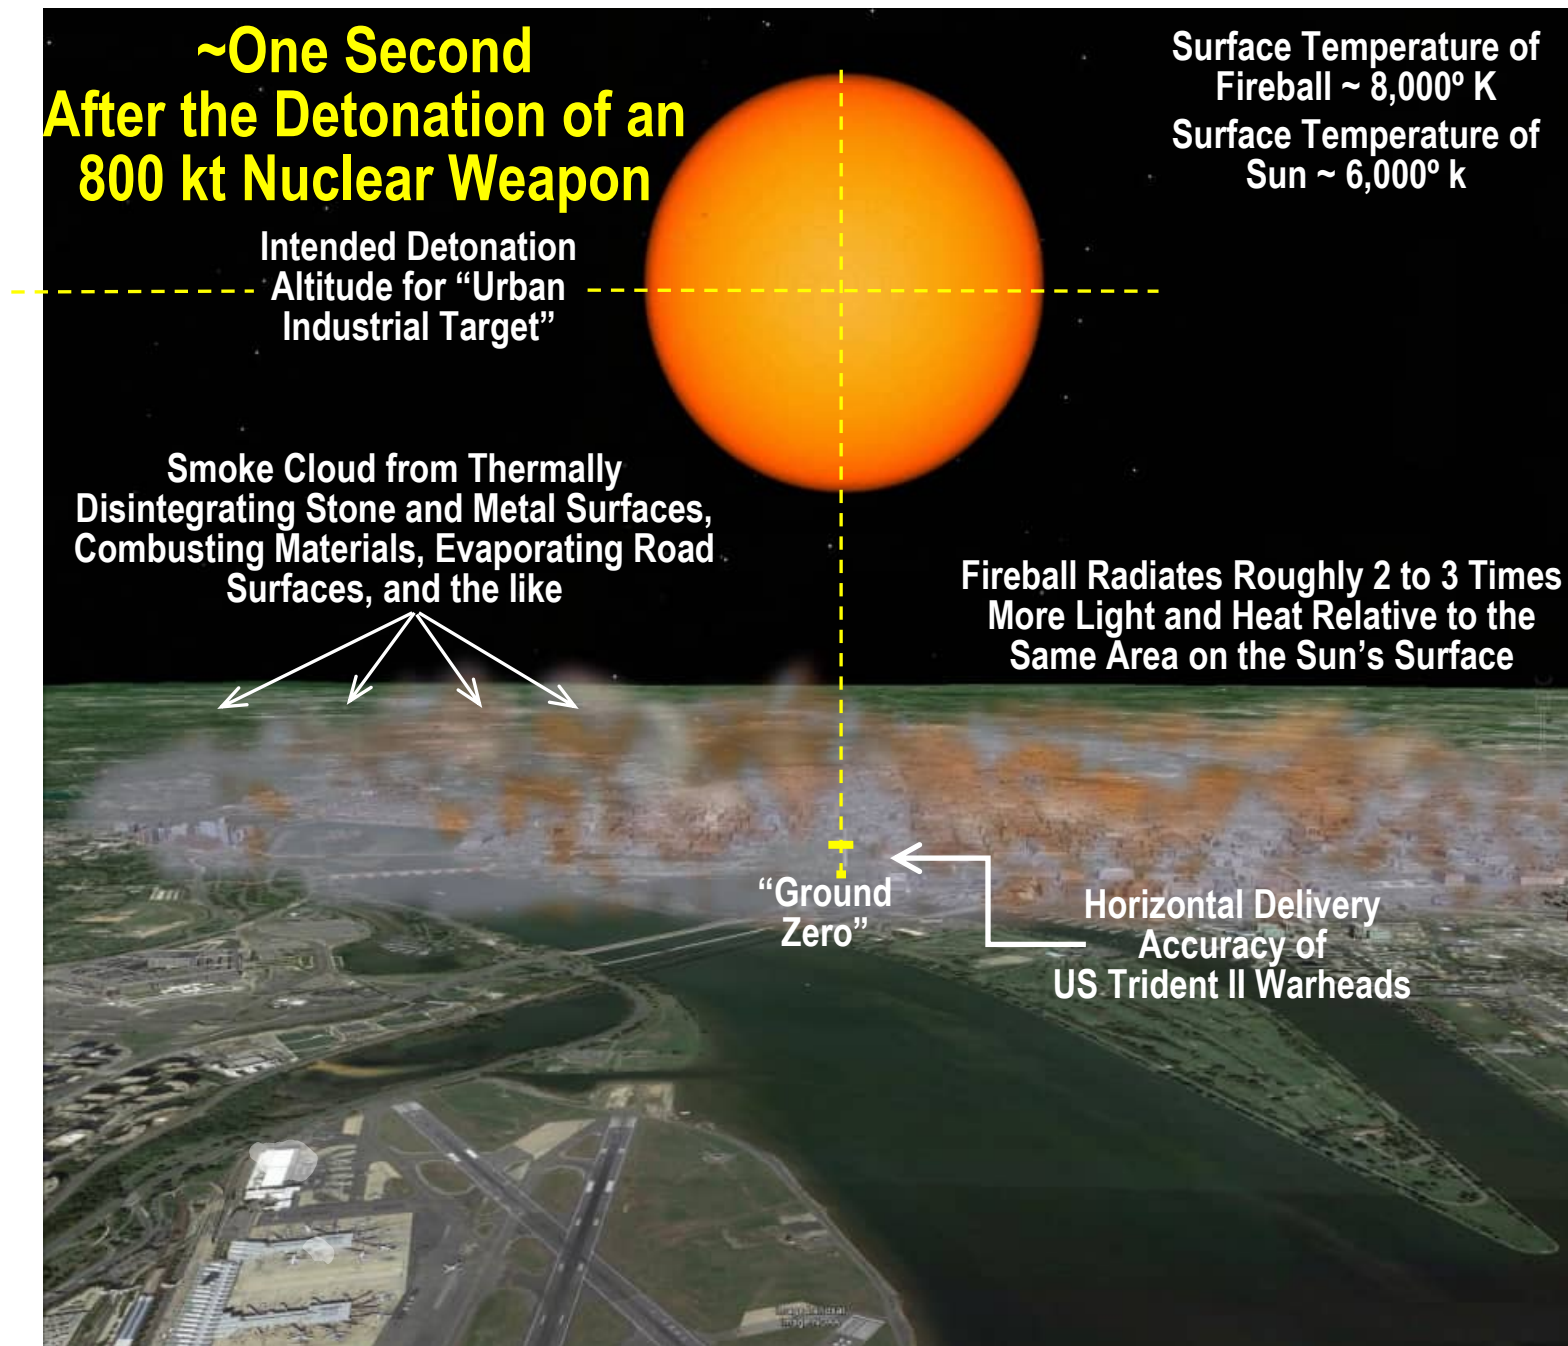 ~One Second
After the Detonation of an
800 kt Nuclear Weapon
Surface Temperature of
Fireball ~ 8,000º K
Surface Temperature of
Sun ~ 6,000º k
Intended Detonation
Altitude for “Urban
Industrial Target”
Smoke Cloud from Thermally
Disintegrating Stone and Metal Surfaces,
Combusting Materials, Evaporating Road
Surfaces, and the like
Fireball Radiates Roughly 2 to 3 Times
More Light and Heat Relative to the
Same Area on the Sun’s Surface
“Ground
Zero”
Horizontal Delivery
Accuracy of
US Trident II Warheads